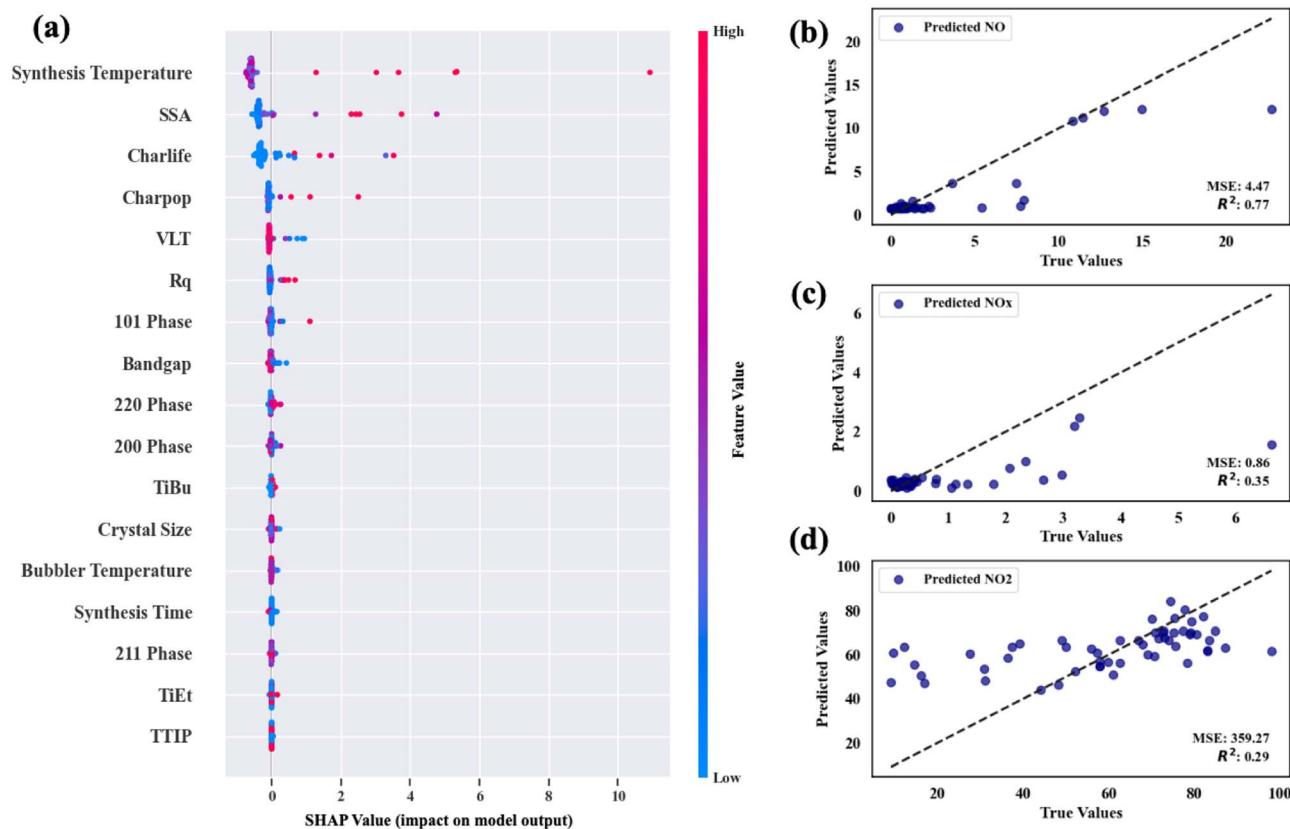 (a)
High
Synthesis Temperature
SSA
Charlife
Charpop
VLT
Rq
101 Phase
Bandgap
220 Phase
200 Phase
TiBu
Crystal Size
Bubbler Temperature
Synthesis Time
211 Phase
TiEt
TTIP
Feature Value
Low
0 2 4 6 8 10
SHAP Value (impact on model output)
(b)
Predicted NO
20
15
10
5
0
Predicted Values
MSE: 4.47
R²: 0.77
0 5 10 15 20
True Values
(c)
Predicted NOx
6
4
2
0
Predicted Values
MSE: 0.86
R²: 0.35
0 1 2 3 4 5 6
True Values
(d)
Predicted NO2
100
80
60
40
20
Predicted Values
MSE: 359.27
R²: 0.29
20 40 60 80 100
True Values